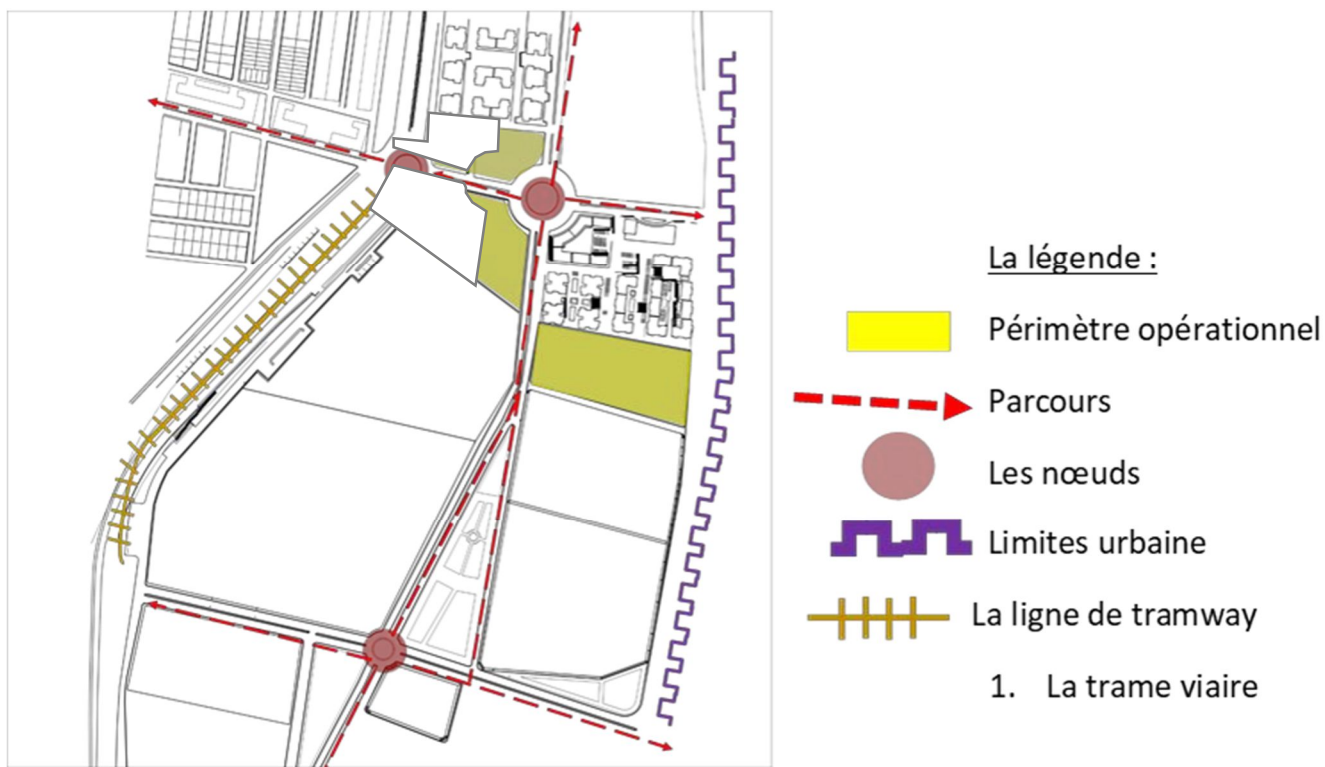 La légende :
Périmètre opérationnel
Parcours
Les nœuds
Limites urbaine
La ligne de tramway
1. La trame viaire